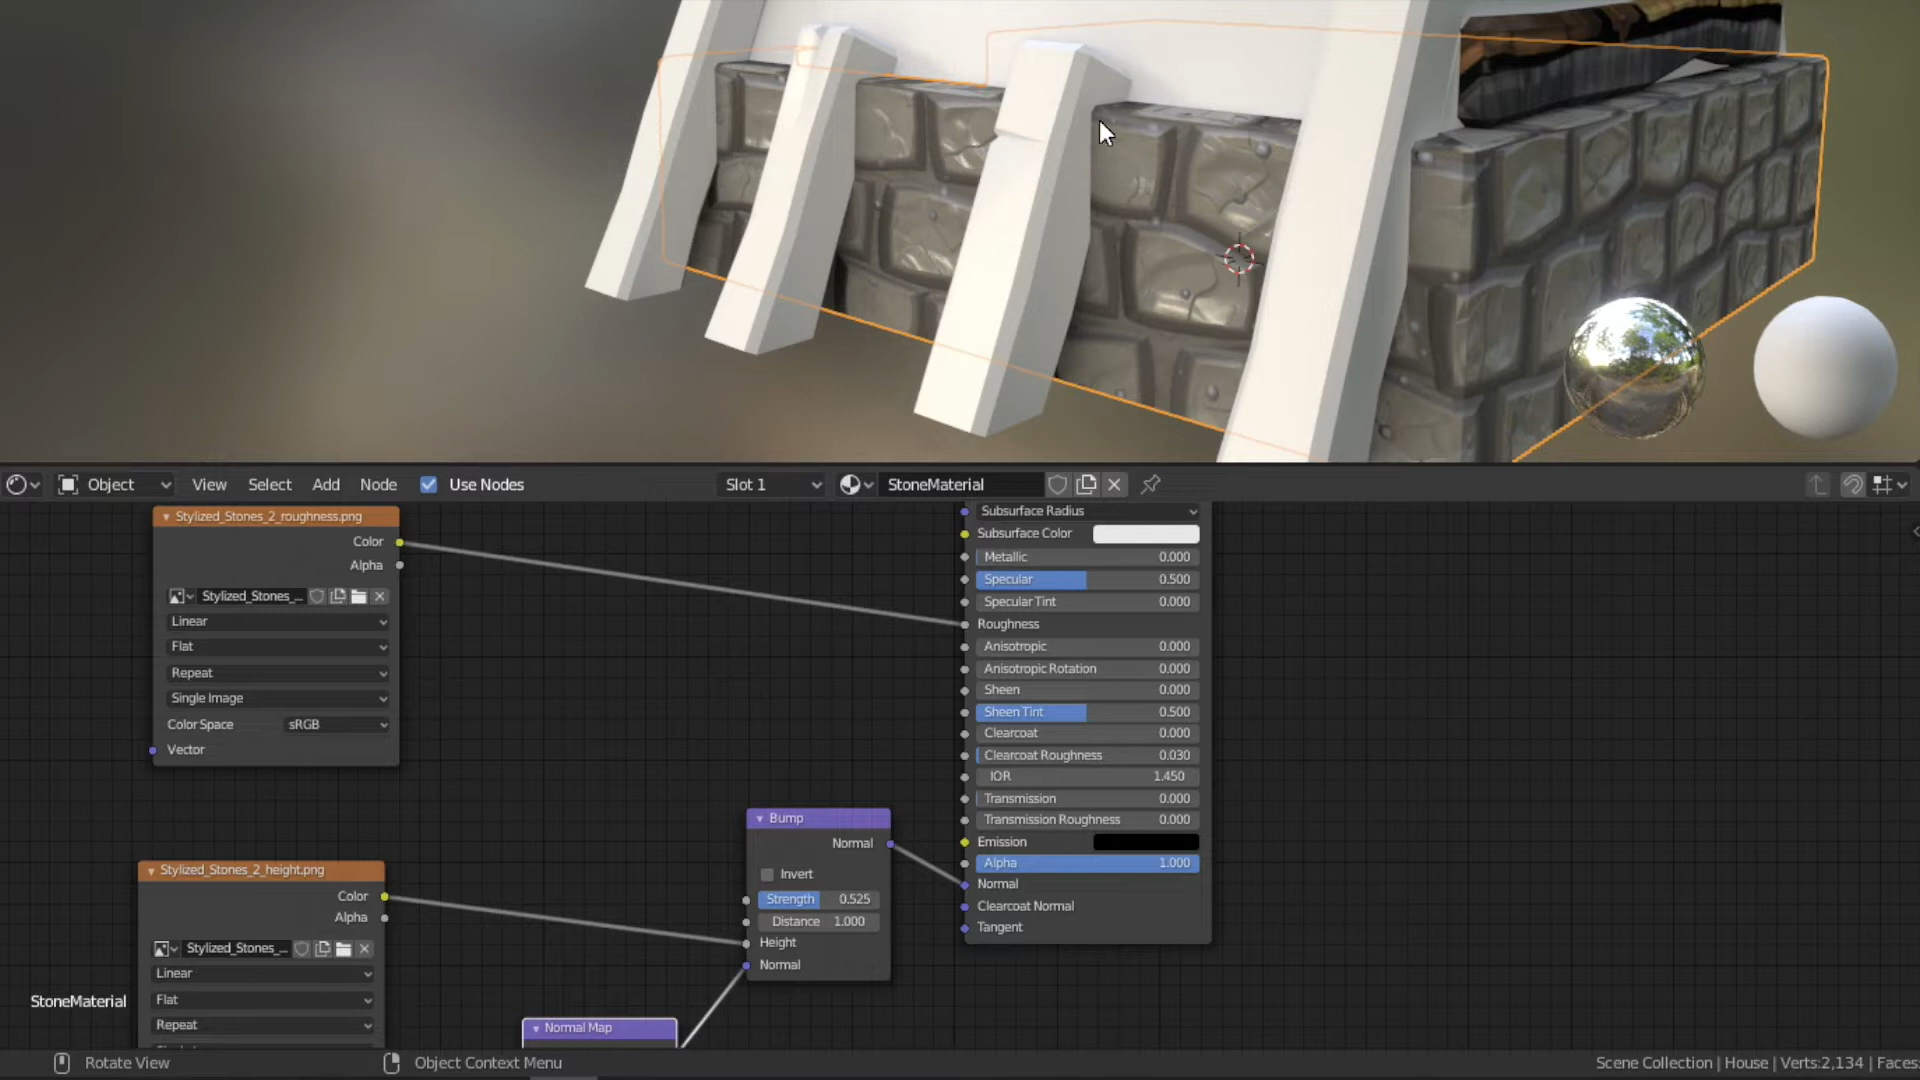 Object
View
Select
Add
Node
Use Nodes
Slot 1
StoneMaterial
Stylized_Stones_2_roughness.png
Color
Alpha
Stylized_Stones_...
Linear
Flat
Repeat
Single Image
Color Space sRGB
Vector
Stylized_Stones_2_height.png
Color
Alpha
Stylized_Stones_...
Linear
Flat
Repeat
StoneMaterial
Normal Map
Bump
Normal
Invert
Strength 0.525
Distance 1.000
Height
Normal
Subsurface Radius
Subsurface Color
Metallic 0.000
Specular 0.500
Specular Tint 0.000
Roughness
Anisotropic 0.000
Anisotropic Rotation 0.000
Sheen 0.000
Sheen Tint 0.500
Clearcoat 0.000
Clearcoat Roughness 0.030
IOR 1.450
Transmission 0.000
Transmission Roughness 0.000
Emission
Alpha 1.000
Normal
Clearcoat Normal
Tangent
Rotate View
Object Context Menu
Scene Collection | House | Verts:2,134 | Faces: